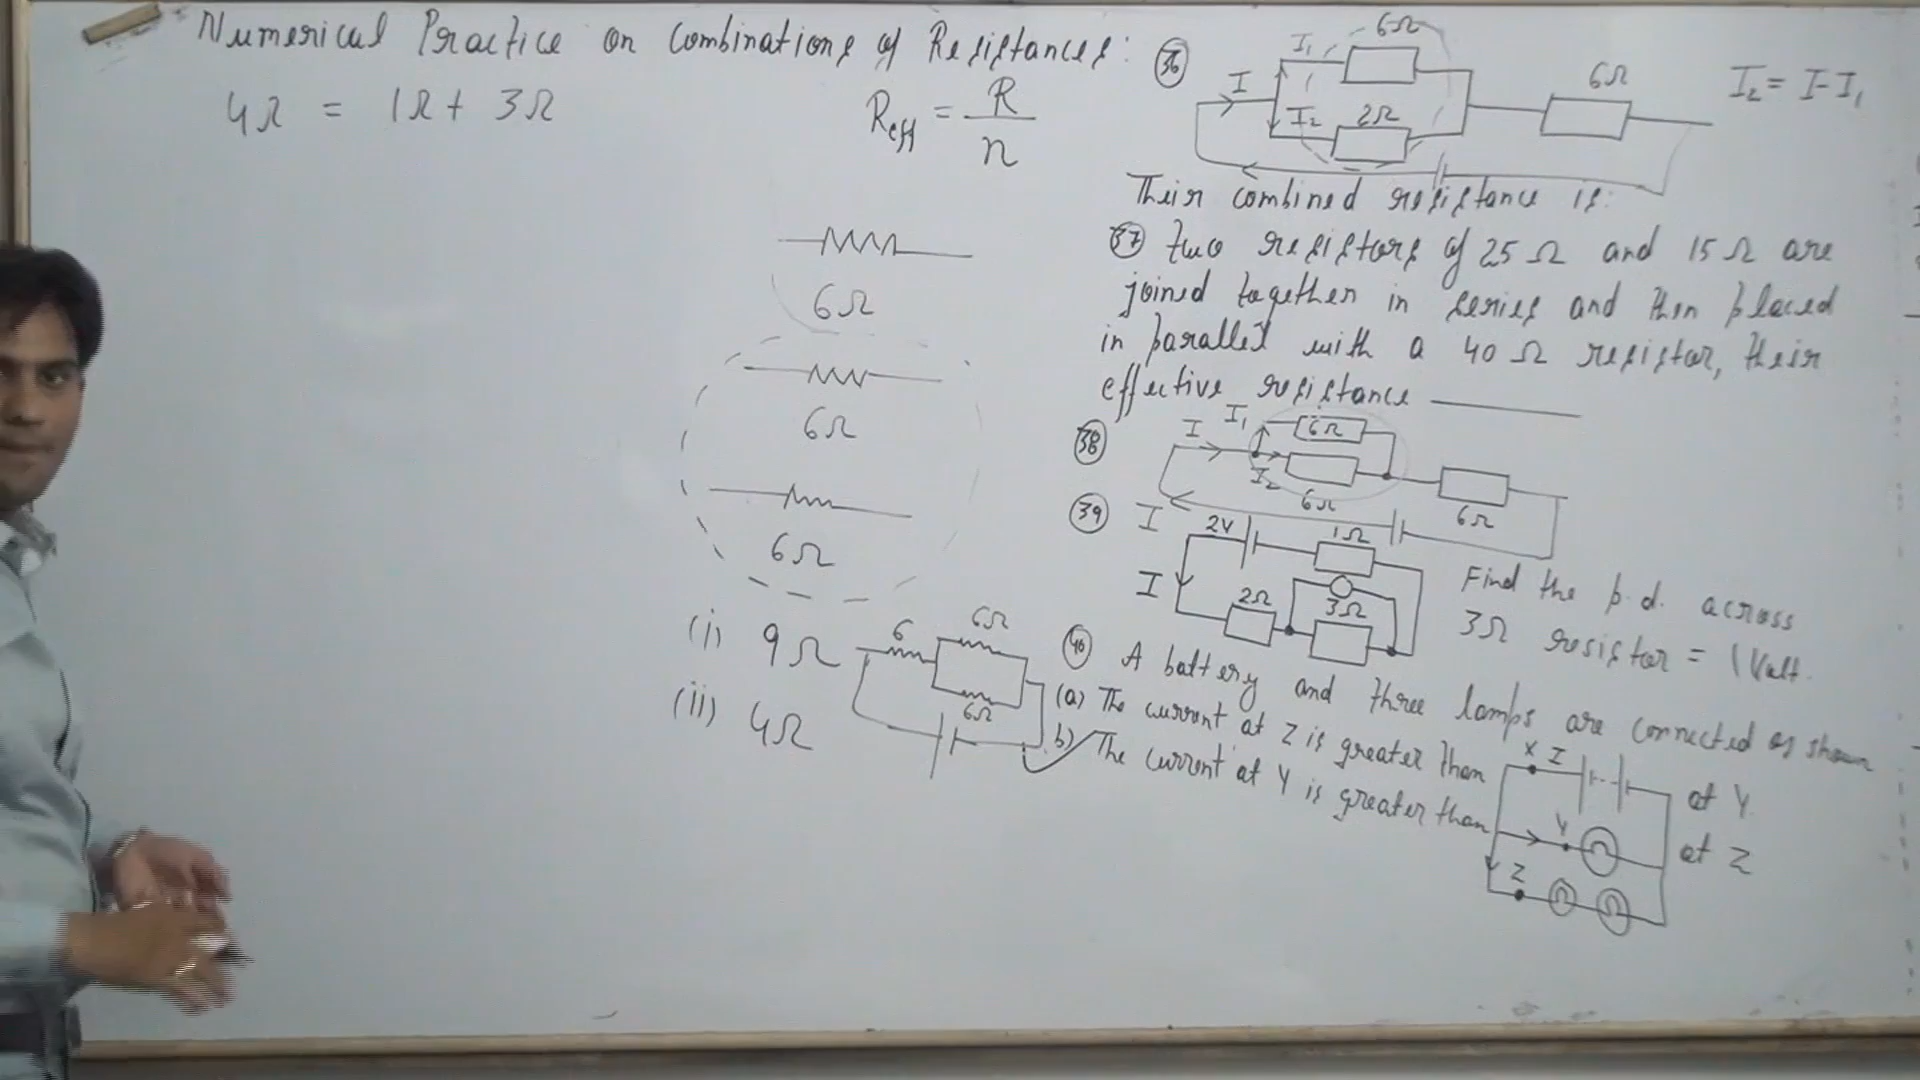 Numerical Practice on Combinations of Resistances:
4Ω = 1Ω + 3Ω
Reff = R/n
6Ω
6Ω
6Ω
(i) 9Ω
6
6Ω
6Ω
(ii) 4Ω
36
I
I1
6Ω
I2
2Ω
6Ω
I2 = I-I1
Their combined resistance is:
37 two resistors of 25Ω and 15Ω are
joined together in series and then placed
in parallel with a 40Ω resistor, their
effective resistance
38
I
I1
6Ω
I2
6Ω
6Ω
I
39
2V
1Ω
I
2Ω
3Ω
Find the p.d. across
3Ω resistor = 1 Volt.
40 A battery and three lamps are connected as shown
(a) The current at Z is greater than at Y.
b) The current at Y is greater than at Z
X I
Y
Z